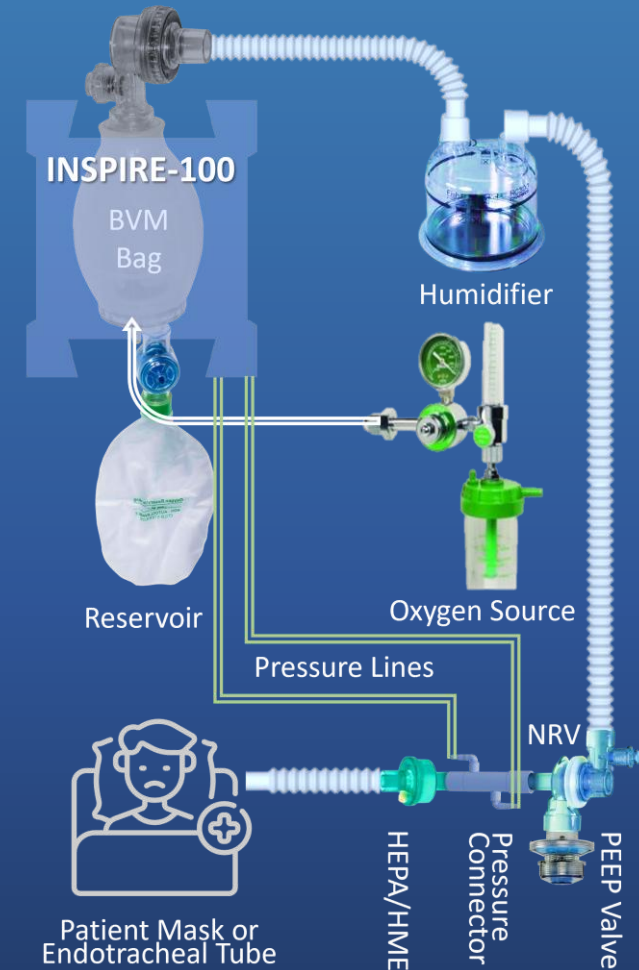 INSPIRE-100
BVM
Bag
Humidifier
Reservoir
Oxygen Source
Pressure Lines
NRV
HEPA/HME
Pressure
Connector
PEEP Valve
Patient Mask or
Endotracheal Tube